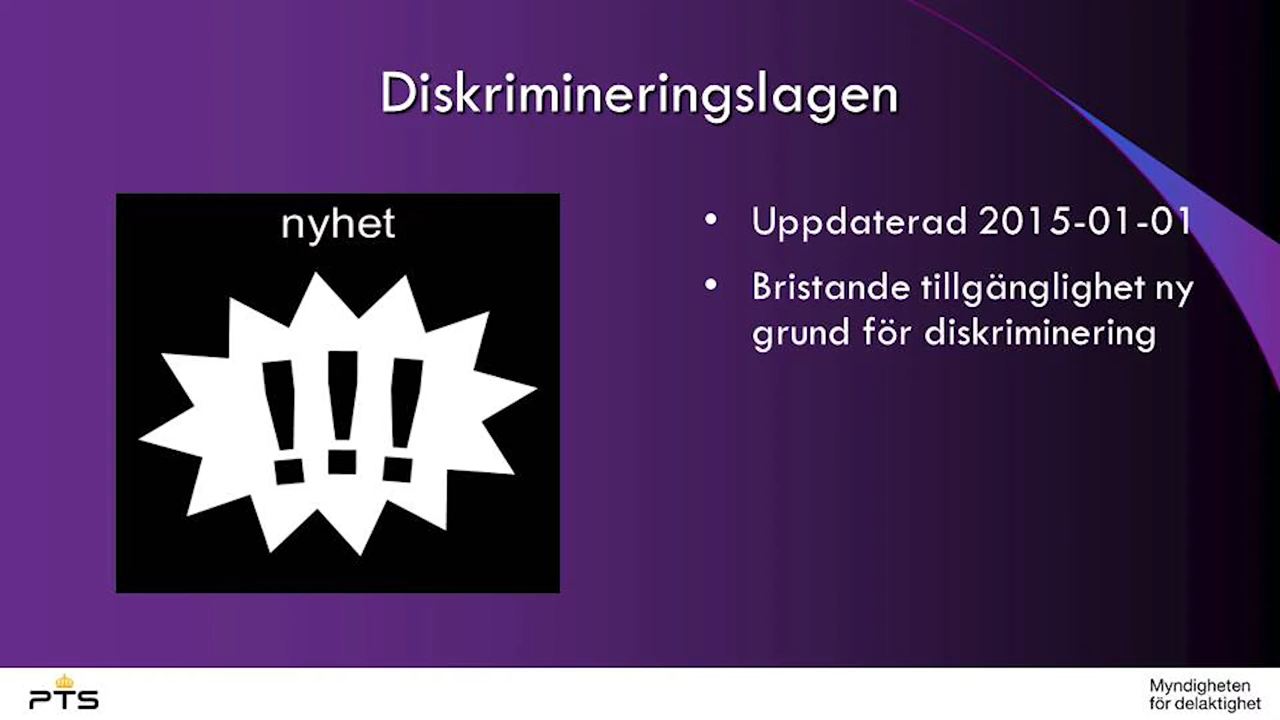 Diskrimineringslagen
nyhet
!!!
• Uppdaterad 2015-01-01
• Bristande tillgänglighet ny
grund för diskriminering
PTS
Myndigheten
för delaktighet